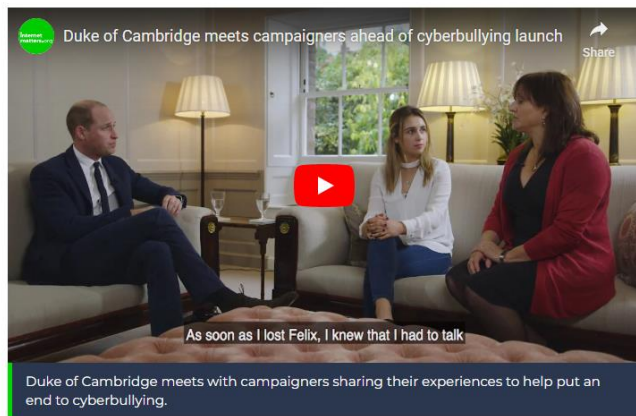 internet
matters.org
Duke of Cambridge meets campaigners ahead of cyberbullying launch
Share
As soon as I lost Felix, I knew that I had to talk
Duke of Cambridge meets with campaigners sharing their experiences to help put an
end to cyberbullying.